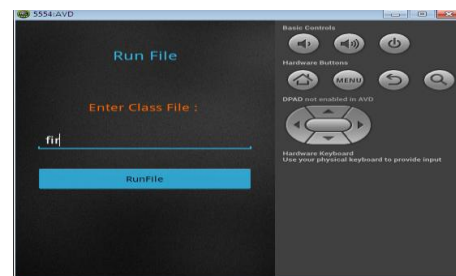 5554:AVD
Run File
Enter Class File :
fir
RunFile
Basic Controls
Hardware Buttons
MENU
DPAD not enabled in AVD
Hardware Keyboard
Use your physical keyboard to provide input